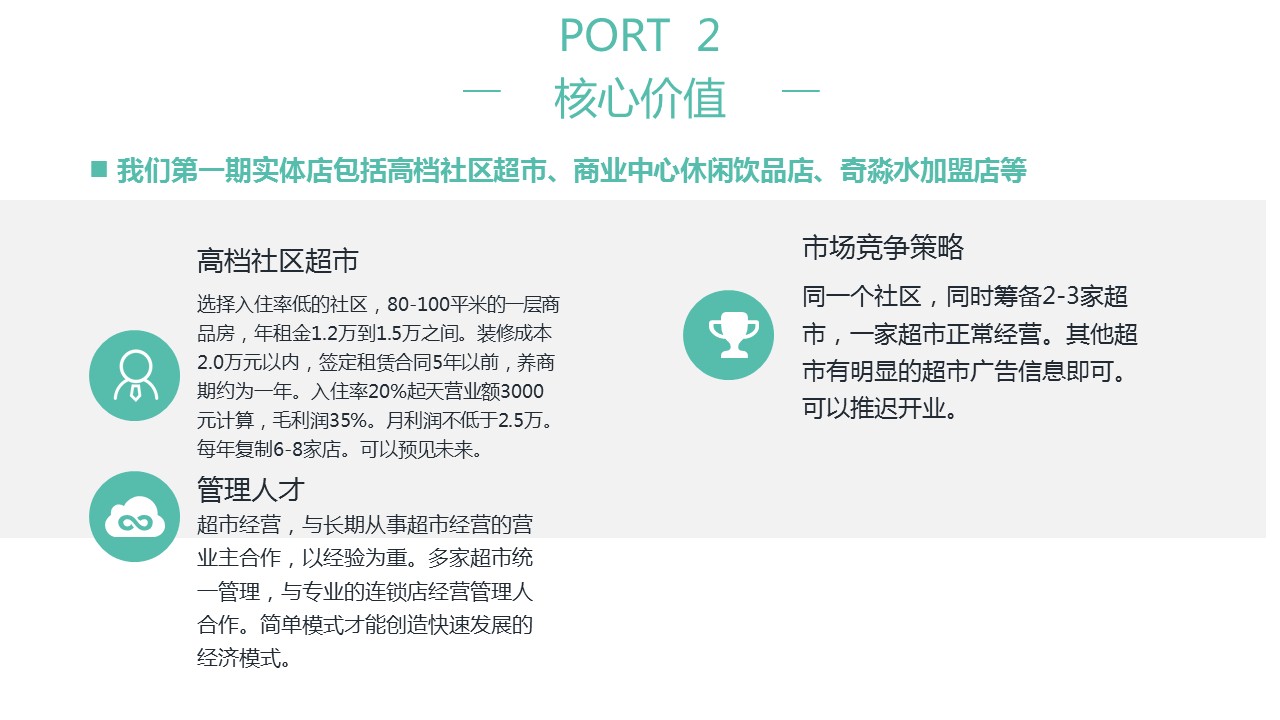 PORT 2
核心价值
我们第一期实体店包括高档社区超市、商业中心休闲饮品店、奇淼水加盟店等
高档社区超市
选择入住率低的社区，80-100平米的一层商
品房，年租金1.2万到1.5万之间。装修成本
2.0万元以内，签定租赁合同5年以前，养商
期约为一年。入住率20%起天营业额3000
元计算，毛利润35%。月利润不低于2.5万。
每年复制6-8家店。可以预见未来。
管理人才
超市经营，与长期从事超市经营的营
业主合作，以经验为重。多家超市统
一管理，与专业的连锁店经营管理人
合作。简单模式才能创造快速发展的
经济模式。
市场竞争策略
同一个社区，同时筹备2-3家超
市，一家超市正常经营。其他超
市有明显的超市广告信息即可。
可以推迟开业。